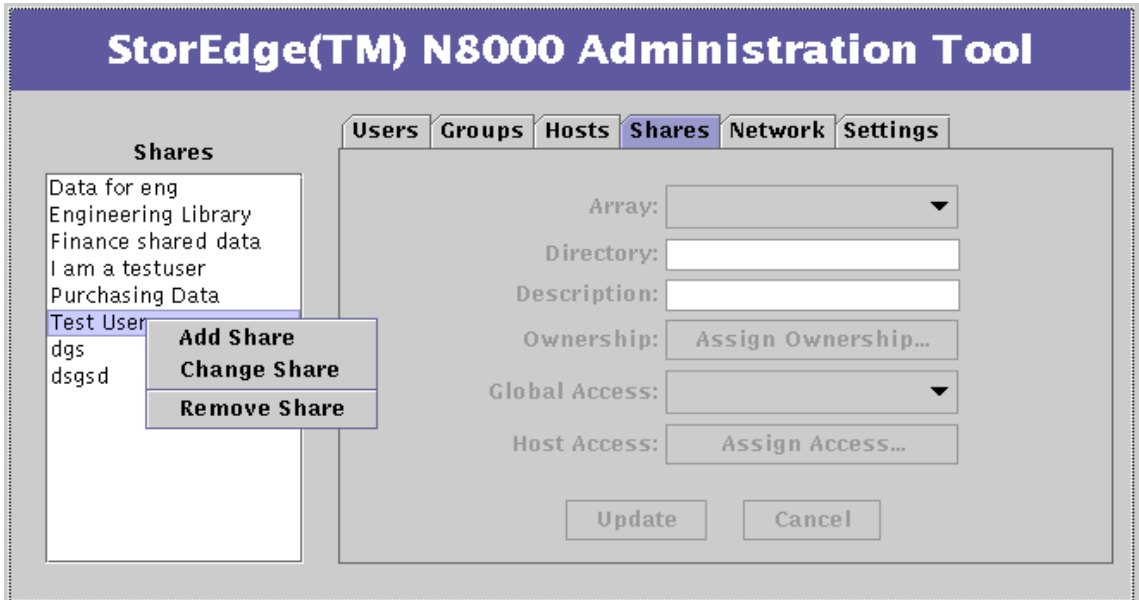 StorEdge(TM) N8000 Administration Tool
Users Groups Hosts Shares Network Settings
Shares
Data for eng
Engineering Library
Finance shared data
I am a testuser
Purchasing Data
Test User
dgs
dsgsd
Add Share
Change Share
Remove Share
Array:
Directory:
Description:
Ownership: Assign Ownership...
Global Access:
Host Access: Assign Access...
Update Cancel